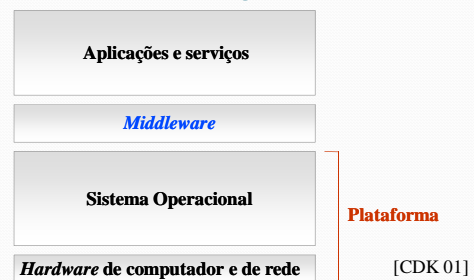 Aplicações e serviços
Middleware
Sistema Operacional
Plataforma
Hardware de computador e de rede
[CDK 01]